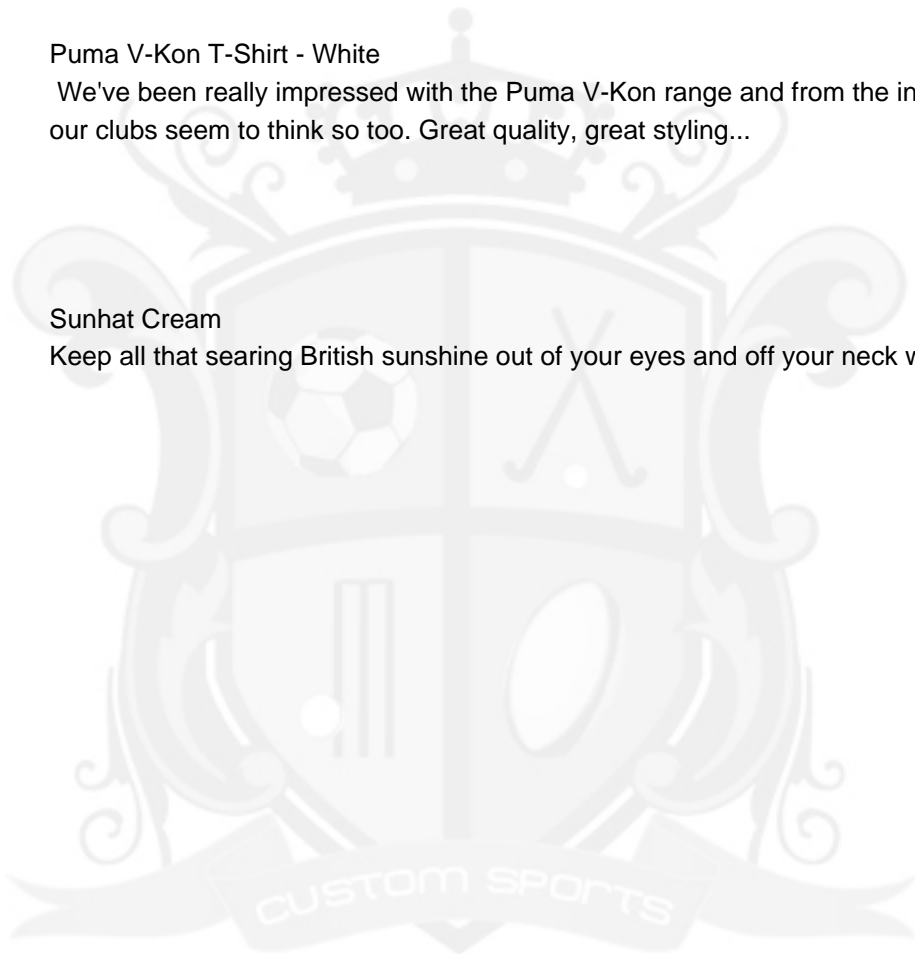 Puma V-Kon T-Shirt - White
We've been really impressed with the Puma V-Kon range and from the in
our clubs seem to think so too. Great quality, great styling...
Sunhat Cream
Keep all that searing British sunshine out of your eyes and off your neck w
CUSTOM SPORTS